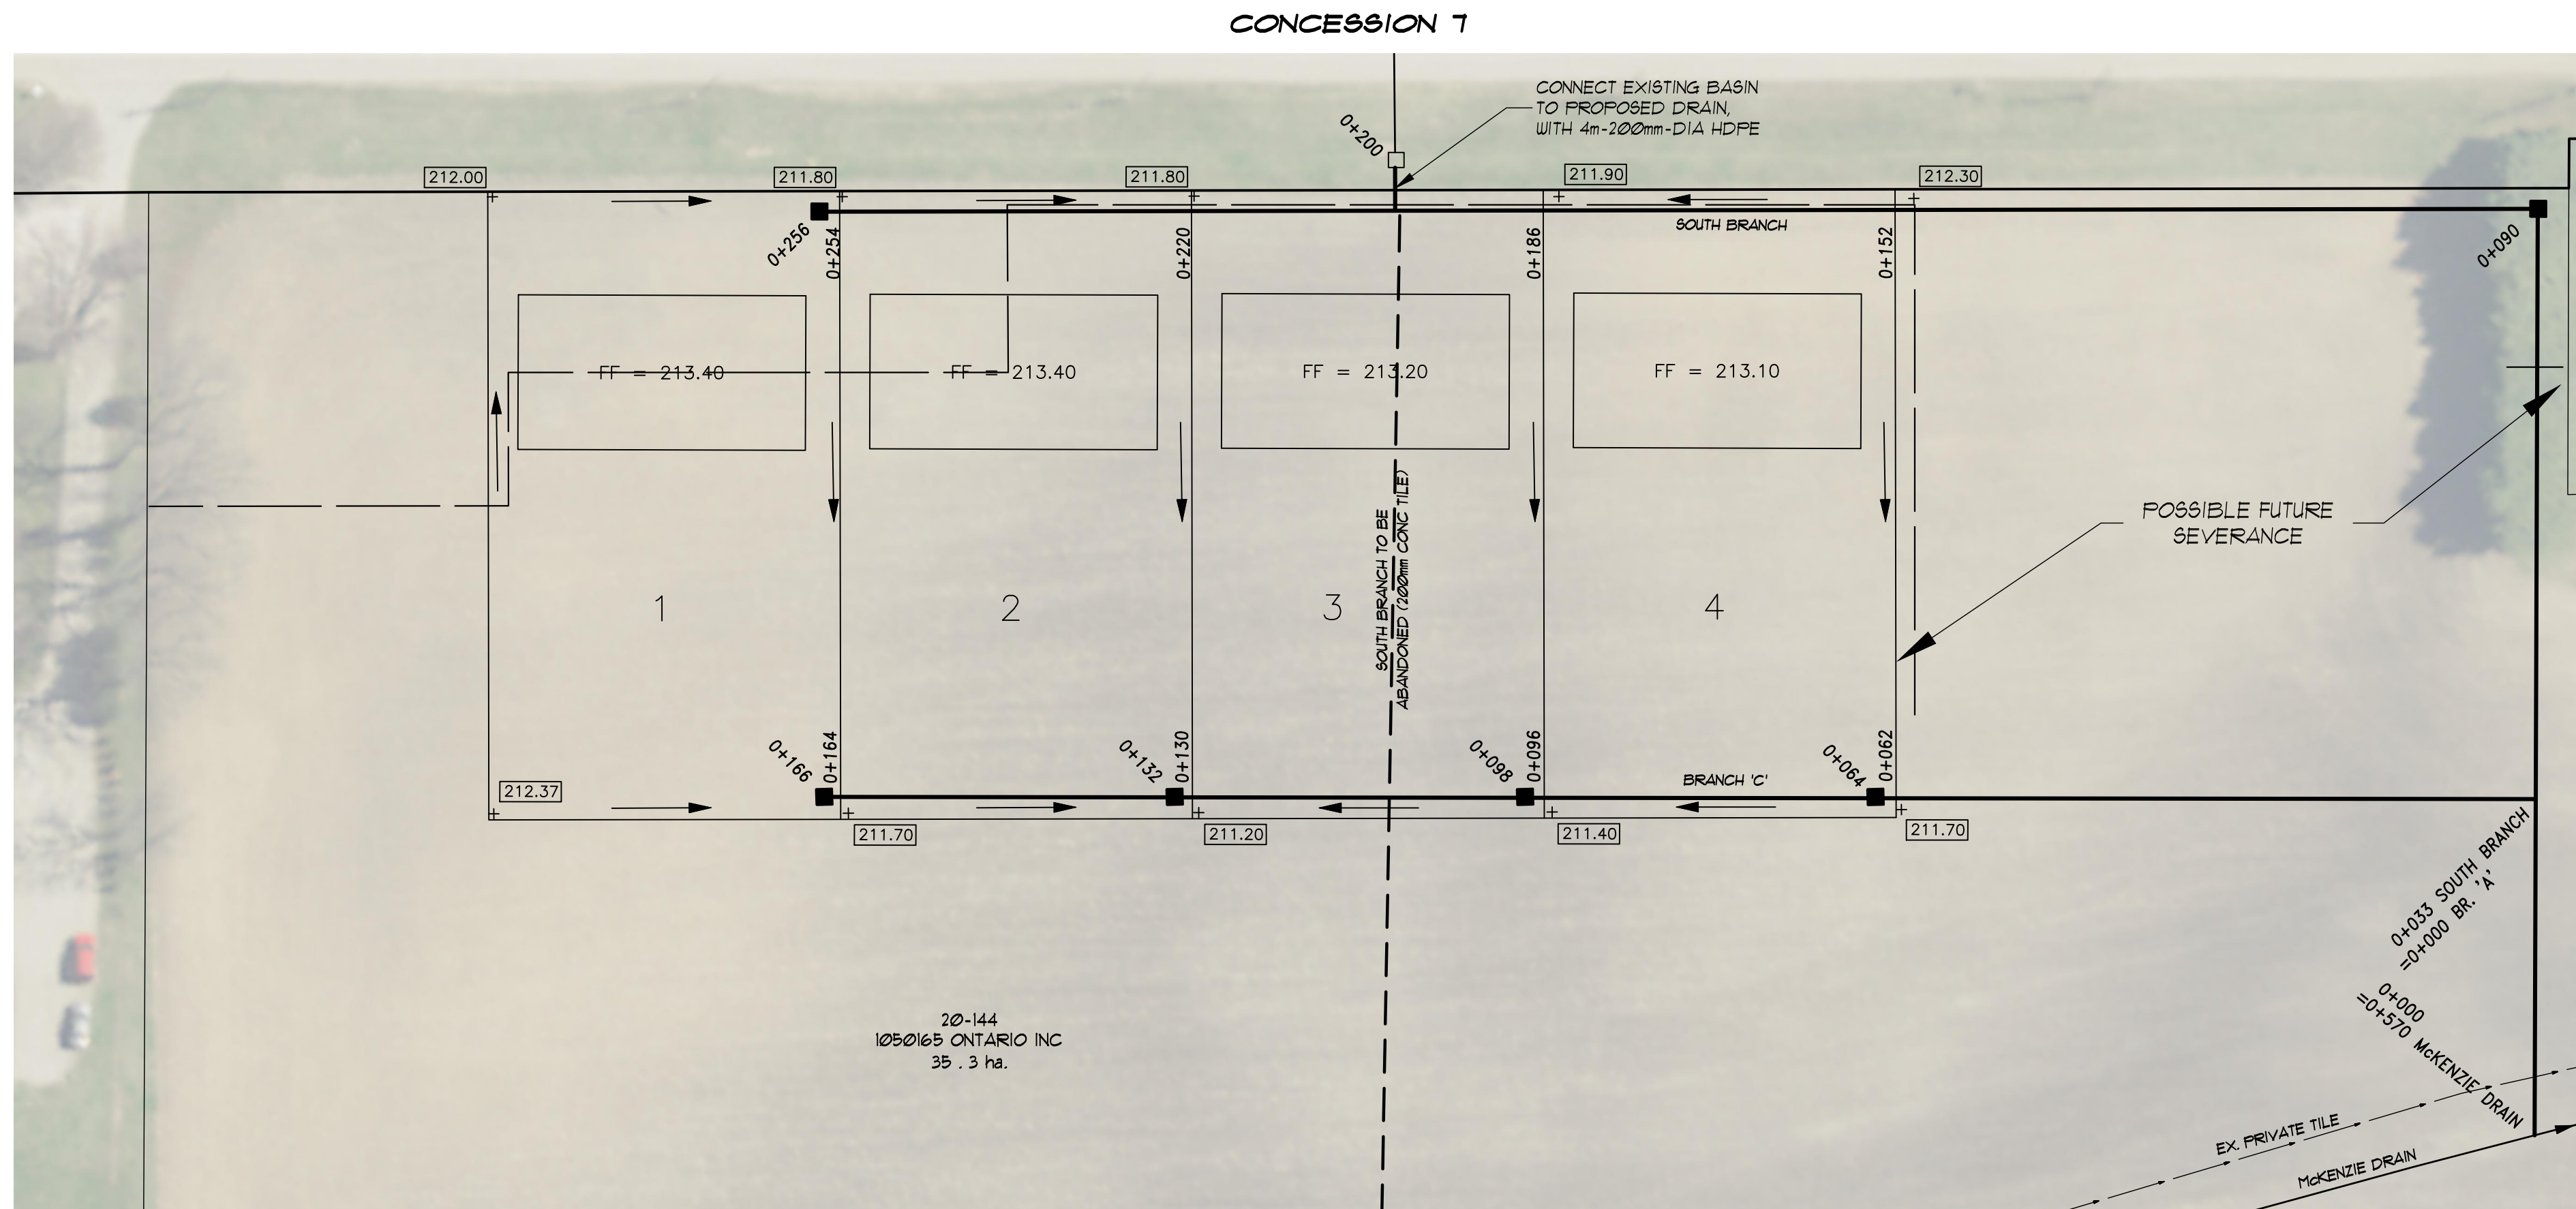 CONCESSION 7
CONNECT EXISTING BASIN
TO PROPOSED DRAIN,
WITH 4m-200mm-DIA HDPE
0+200
212.00
211.80
211.80
211.90
212.30
SOUTH BRANCH
0+256
0+254
0+220
0+186
0+152
0+090
FF = 213.40
FF = 213.40
FF = 213.20
FF = 213.10
POSSIBLE FUTURE
SEVERANCE
SOUTH BRANCH TO BE
ABANDONED (200mm CONC TILE)
1
2
3
4
0+166
0+164
0+132
0+130
0+098
0+096
BRANCH 'C'
0+064
0+062
212.37
211.70
211.20
211.40
211.70
0+033 SOUTH BRANCH
=0+000 BR. 'A'
0+000
=0+570 McKENZIE DRAIN
20-144
1050165 ONTARIO INC
35 . 3 ha.
EX. PRIVATE TILE
McKENZIE DRAIN